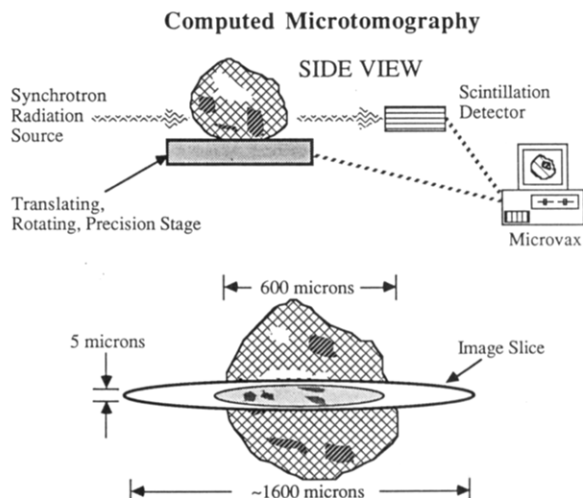 Computed Microtomography
SIDE VIEW
Synchrotron
Radiation
Source
Scintillation
Detector
Translating,
Rotating, Precision Stage
Microvax
600 microns
5 microns
Image Slice
~1600 microns